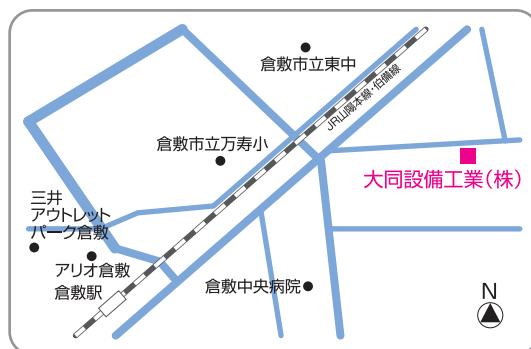 倉敷市立東中
JR山陽本線・伯備線
倉敷市立万寿小
大同設備工業(株)
三井
アウトレット
パーク倉敷
アリオ倉敷
倉敷駅
倉敷中央病院
N